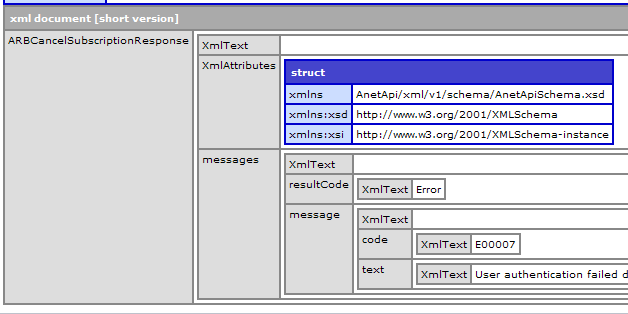 xml document [short version]
ARBCancelSubscriptionResponse
XmlText
XmlAttributes
struct
xmlns AnetApi/xml/v1/schema/AnetApiSchema.xsd
xmlns:xsd http://www.w3.org/2001/XMLSchema
xmlns:xsi http://www.w3.org/2001/XMLSchema-instance
messages
XmlText
resultCode XmlText Error
message XmlText
code XmlText E00007
text XmlText User authentication failed d